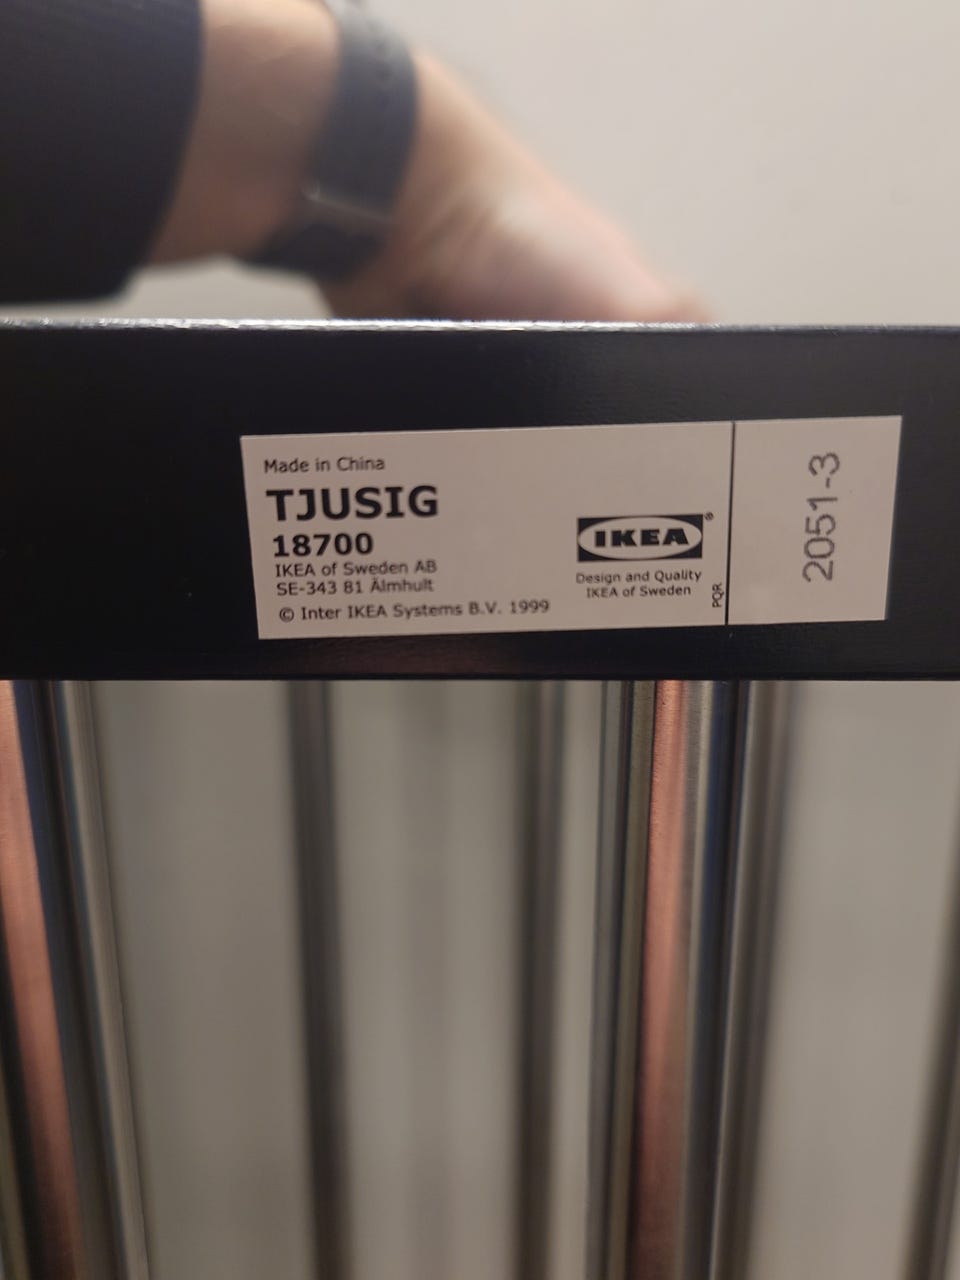 Made in China
TJUSIG
18700
IKEA of Sweden AB
SE-343 81 Älmhult
© Inter IKEA Systems B.V. 1999
IKEA®
Design and Quality
IKEA of Sweden
PQR
2051-3